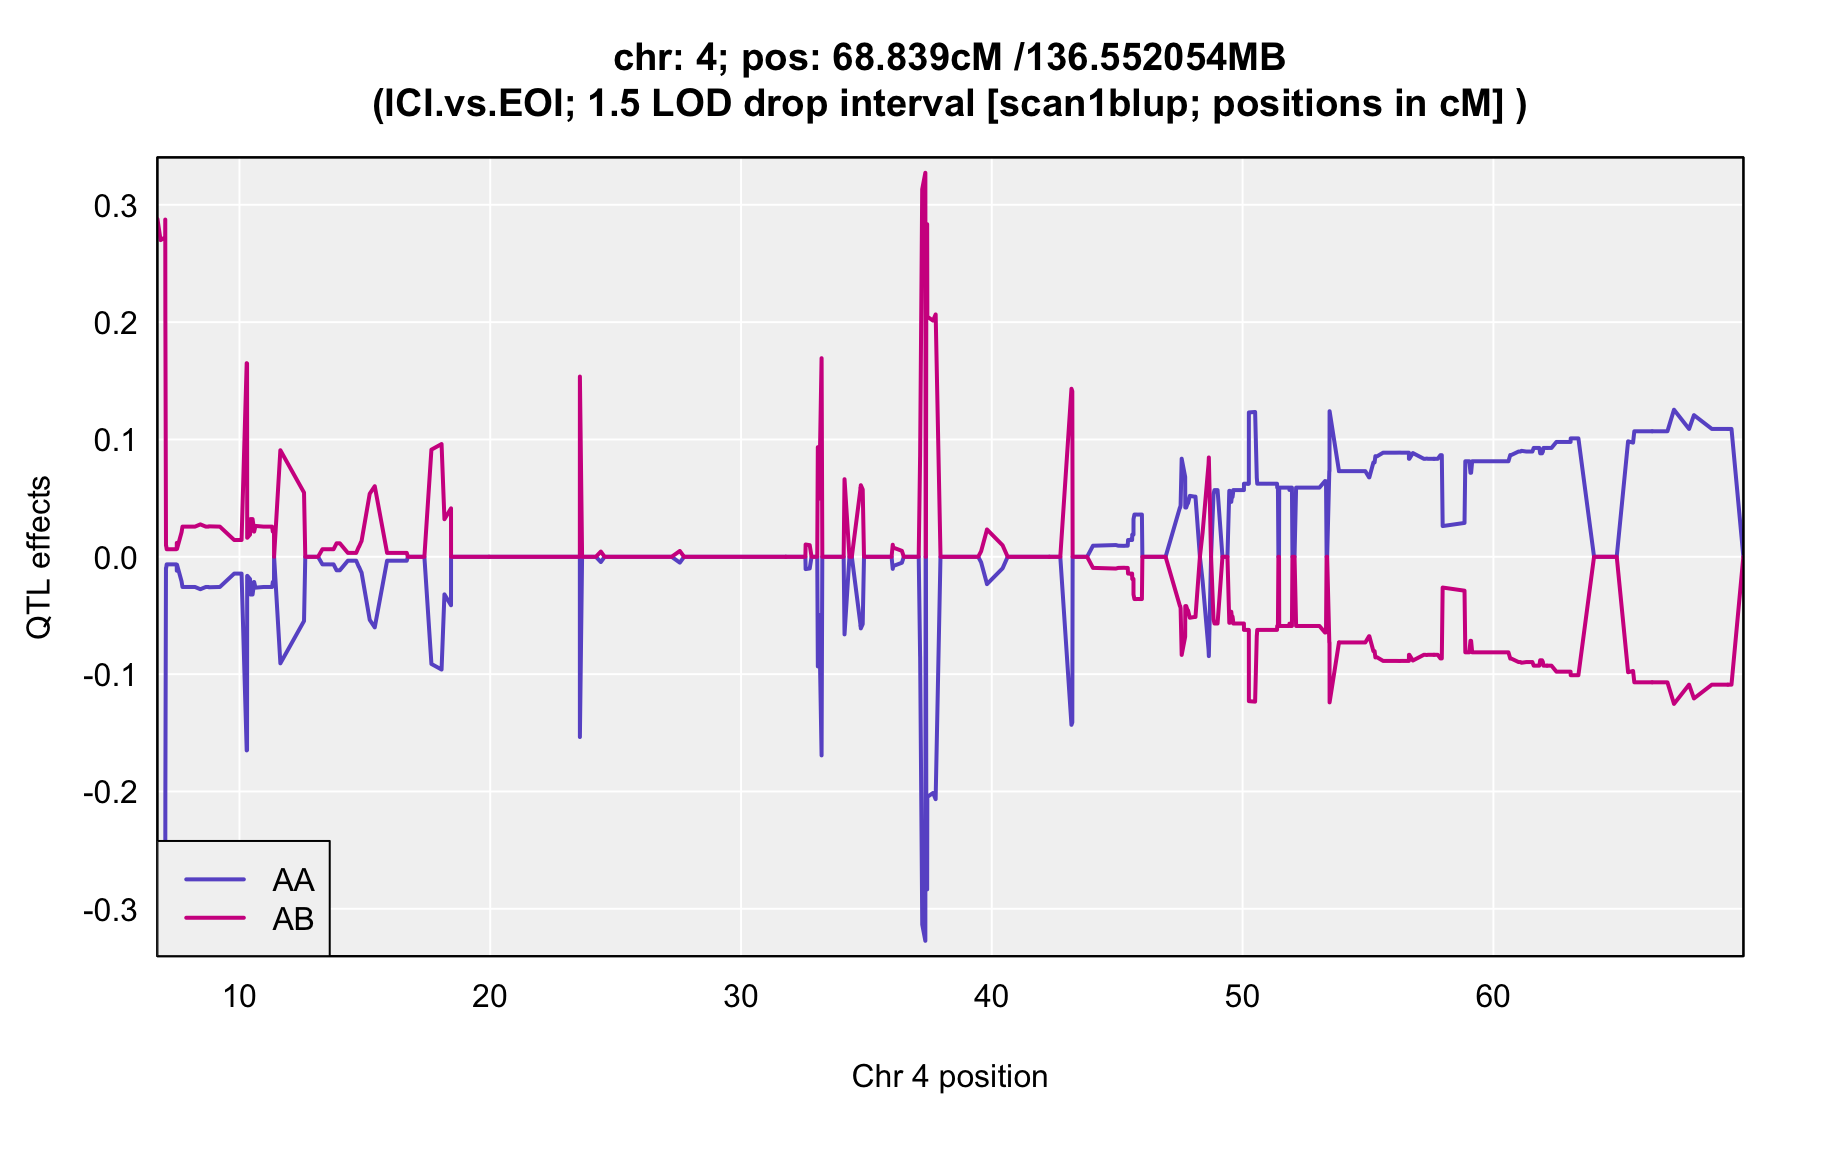 chr: 4; pos: 68.839cM /136.552054MB
(ICI.vs.EOI; 1.5 LOD drop interval [scan1blup; positions in cM] )
QTL effects
0.3
0.2
0.1
0.0
-0.1
-0.2
-0.3
AA
AB
10 20 30 40 50 60
Chr 4 position